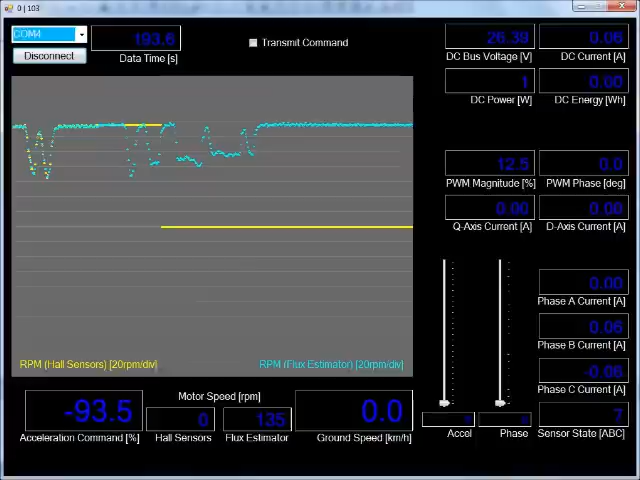 0 | 103
COM4
193.6
Transmit Command
26.39
0.06
Disconnect
Data Time [s]
DC Bus Voltage [V]
DC Current [A]
1
0.00
DC Power [W]
DC Energy [Wh]
12.5
0.0
PWM Magnitude [%]
PWM Phase [deg]
0.00
0.00
Q-Axis Current [A]
D-Axis Current [A]
0.00
Phase A Current [A]
0.06
Phase B Current [A]
RPM (Hall Sensors) [20rpm/div]
RPM (Flux Estimator) [20rpm/div]
-0.06
Phase C Current [A]
Motor Speed [rpm]
-93.5
0
135
0.0
7
Acceleration Command [%]
Hall Sensors
Flux Estimator
Ground Speed [km/h]
Accel
Phase
Sensor State [ABC]